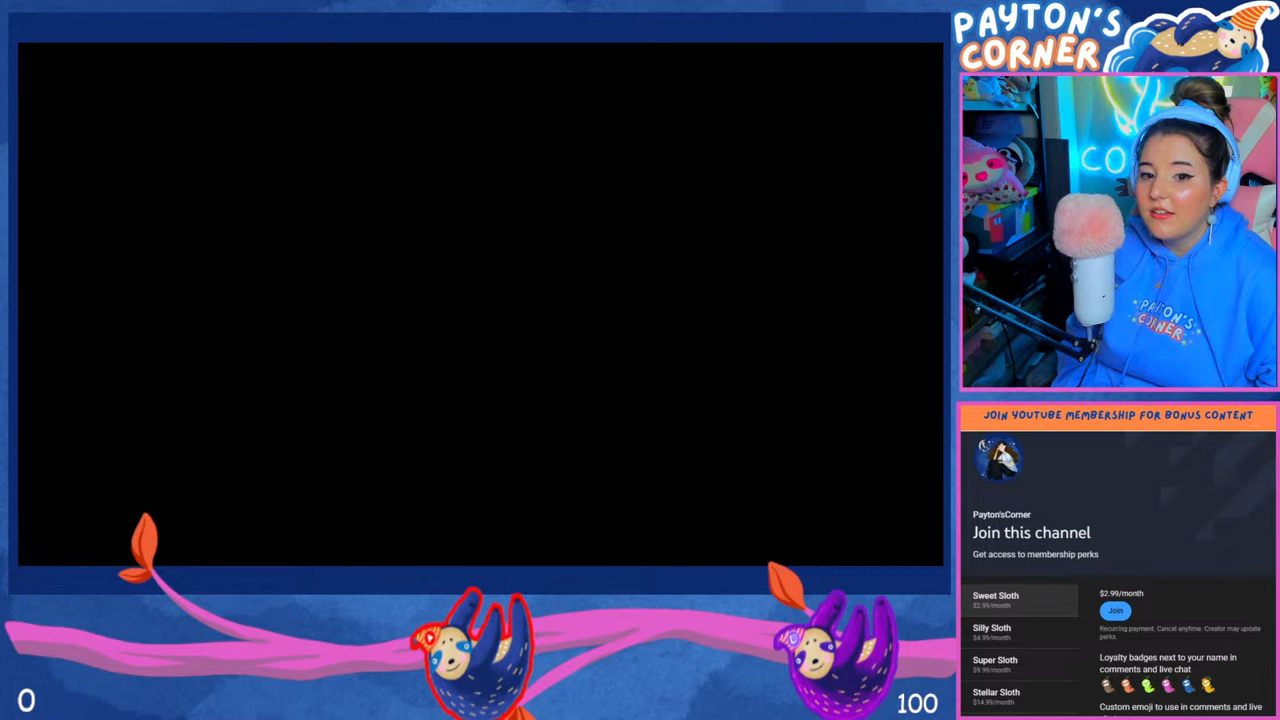 PAYTON'S
CORNER
CO
PAYTON'S
CORNER
JOIN YOUTUBE MEMBERSHIP FOR BONUS CONTENT
Payton'sCorner
Join this channel
Get access to membership perks
Sweet Sloth
$2.99/month
Silly Sloth
$4.99/month
Super Sloth
$9.99/month
Stellar Sloth
$14.99/month
$2.99/month
Join
Recurring payment. Cancel anytime. Creator may update
perks.
Loyalty badges next to your name in
comments and live chat
Custom emoji to use in comments and live
0
100